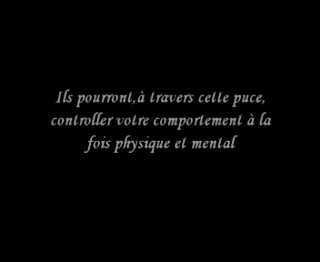 Ils pourront,à travers cette puce,
controller votre comportement à la
fois physique et mental